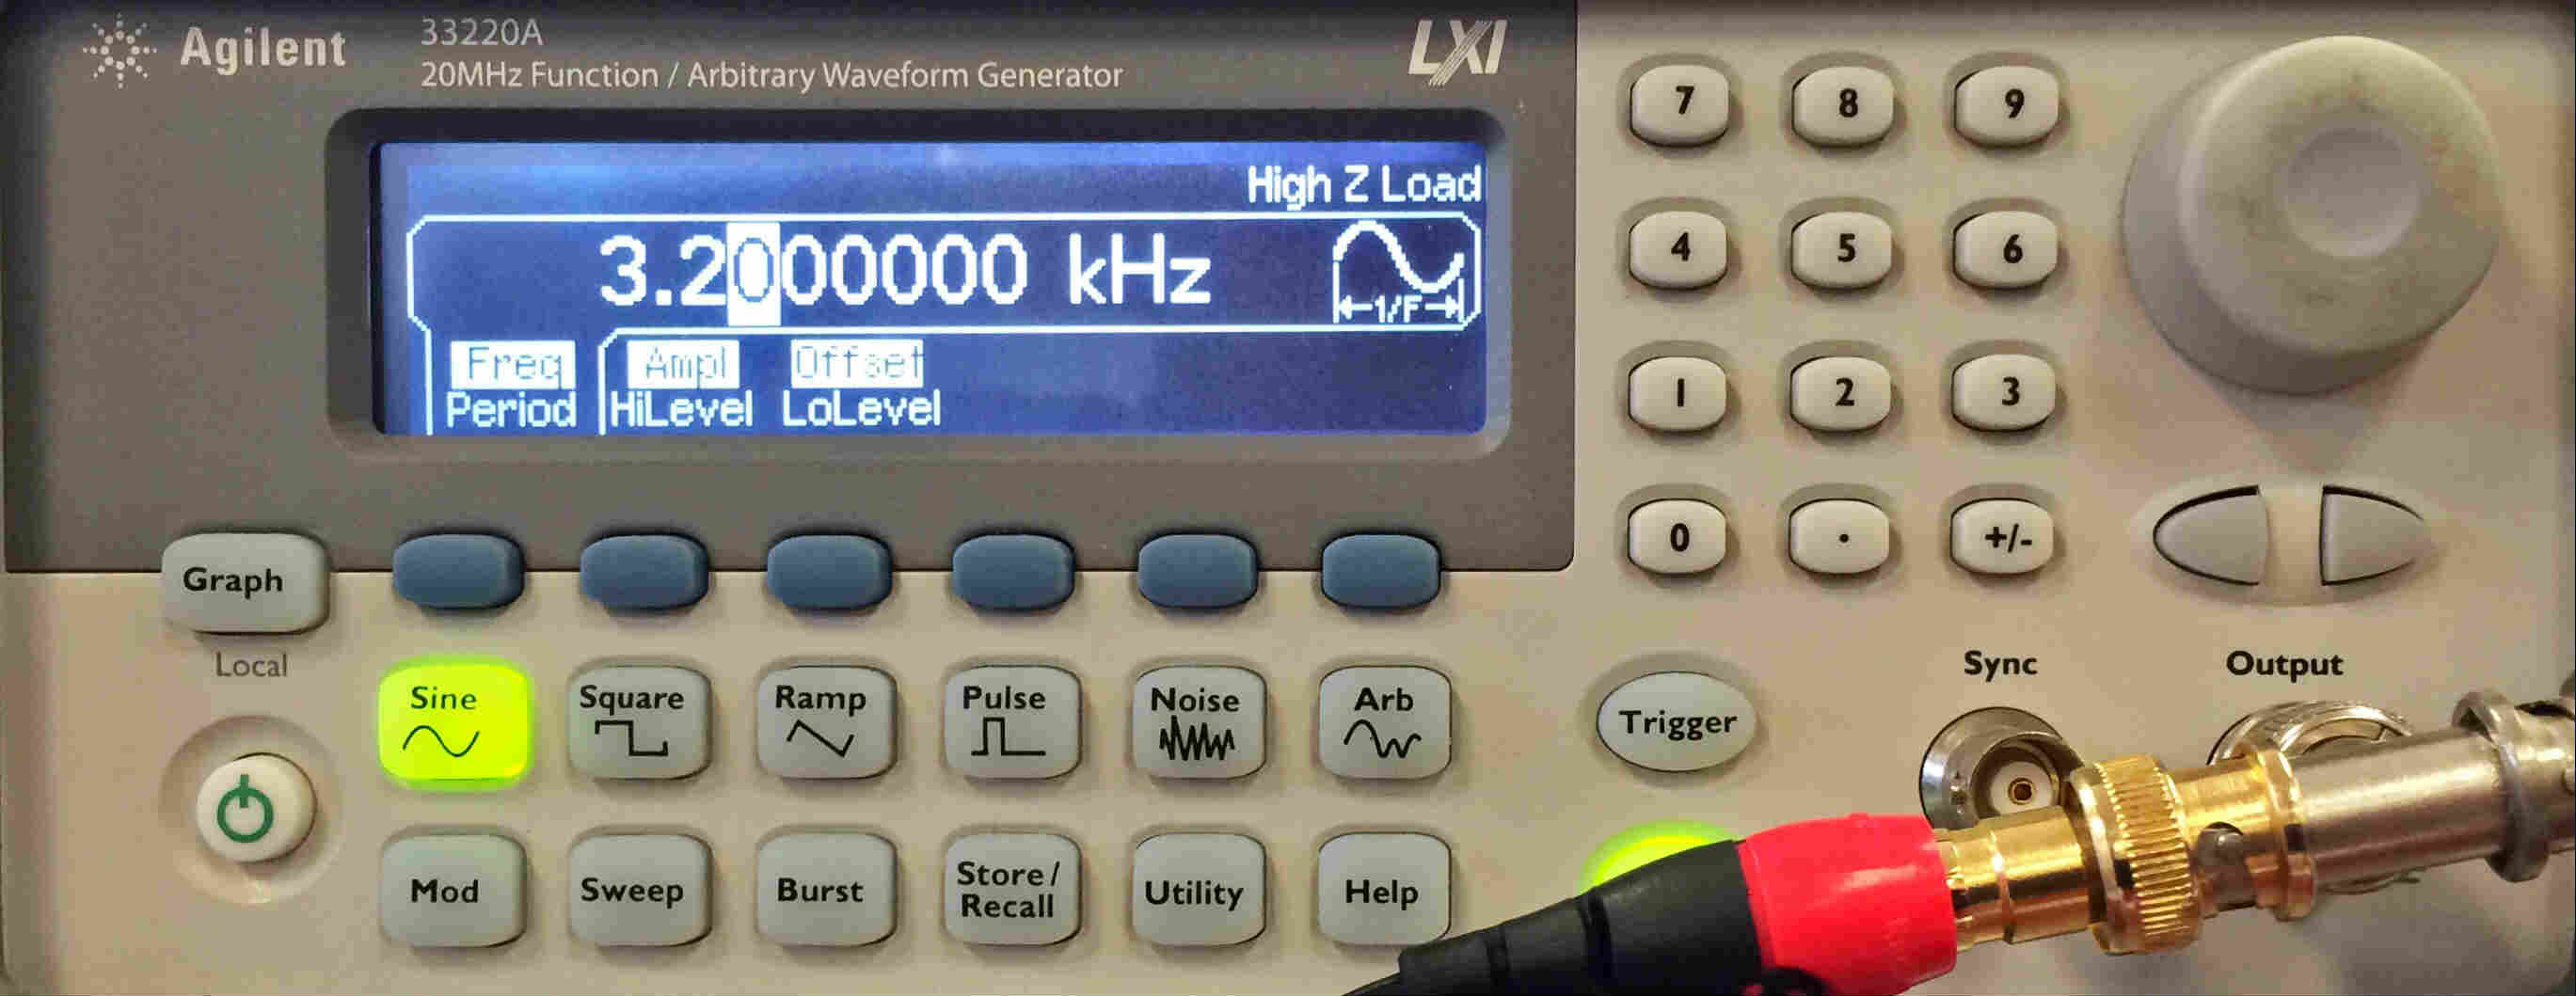 Agilent
33220A
20MHz Function / Arbitrary Waveform Generator
LXI
High Z Load
3.2000000 kHz
1/F
Freq Ampl Offset
Period HiLevel LoLevel
7 8 9
4 5 6
1 2 3
0 . +/-
Graph
Local
Sine Square Ramp Pulse Noise Arb
Trigger
Sync
Output
Mod Sweep Burst Store/
Recall Utility Help